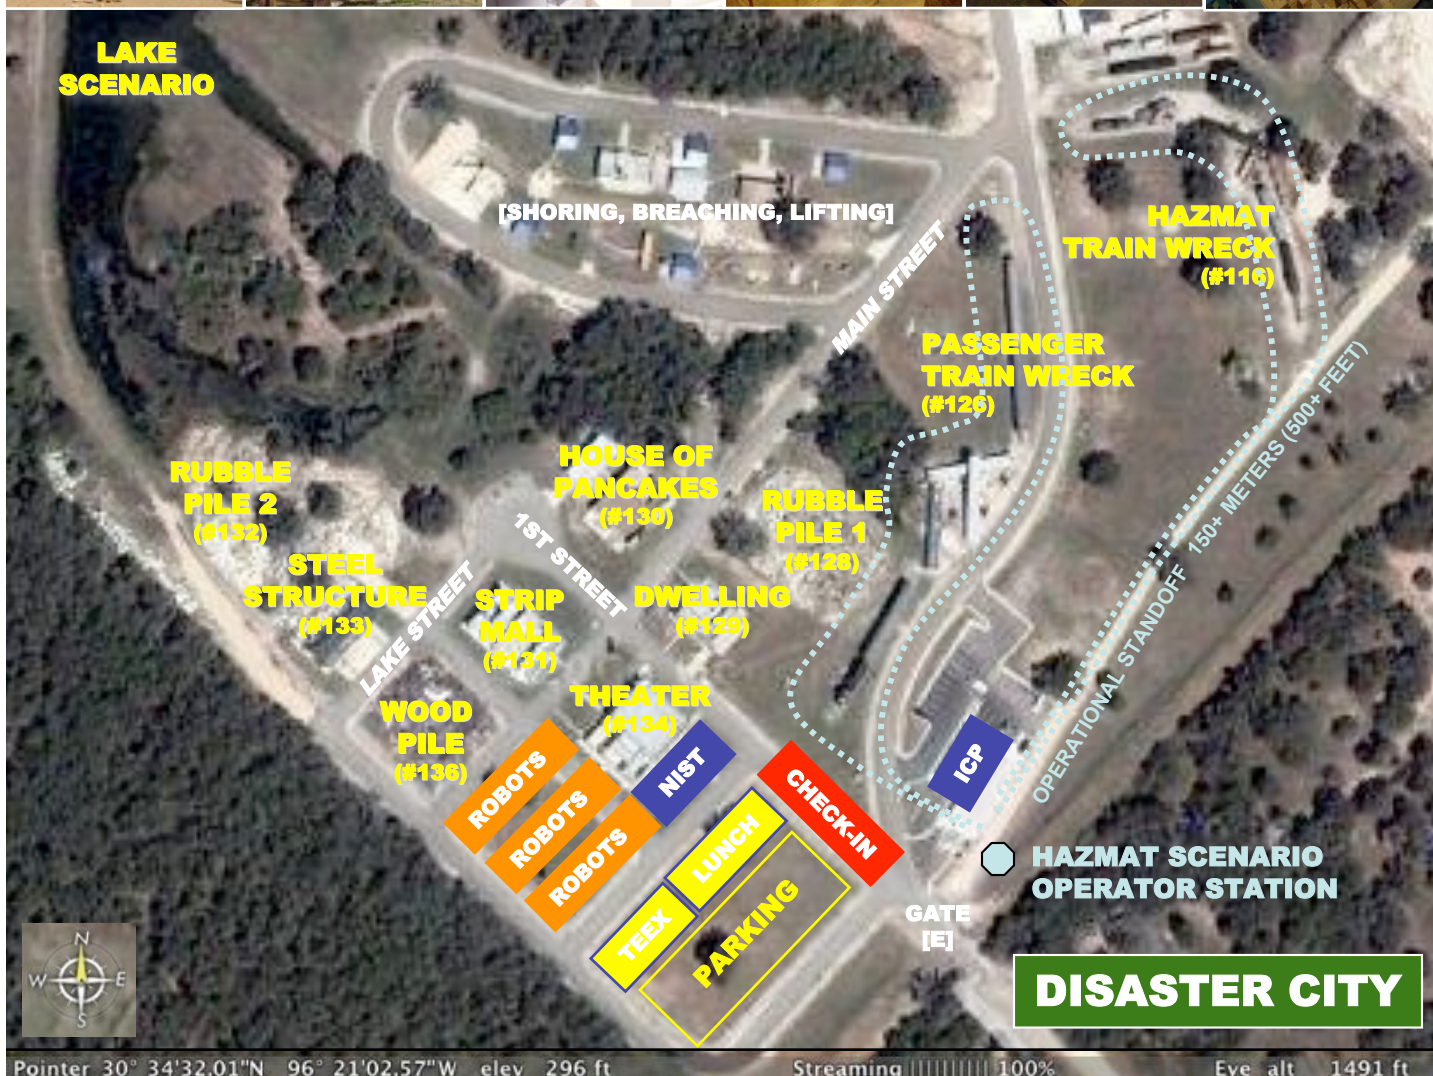 LAKE
SCENARIO
[SHORING, BREACHING, LIFTING]
MAIN STREET
HAZMAT
TRAIN WRECK
(#116)
PASSENGER
TRAIN WRECK
(#126)
OPERATIONAL STANDOFF 150+ METERS (500+ FEET)
RUBBLE
PILE 2
(#132)
HOUSE OF
PANCAKES
(#130)
RUBBLE
PILE 1
(#128)
1ST STREET
STEEL
STRUCTURE
(#133)
LAKE STREET
STRIP
MALL
(#131)
DWELLING
(#129)
THEATER
(#134)
WOOD
PILE
(#136)
ROBOTS
ROBOTS
ROBOTS
NIST
CHECK-IN
ICP
LUNCH
TEEX
PARKING
HAZMAT SCENARIO
OPERATOR STATION
GATE
[E]
N
W E
S
DISASTER CITY
Pointer 30° 34'32.01"N 96° 21'02.57"W elev 296 ft Streaming ||||||||| 100% Eye alt 1491 ft